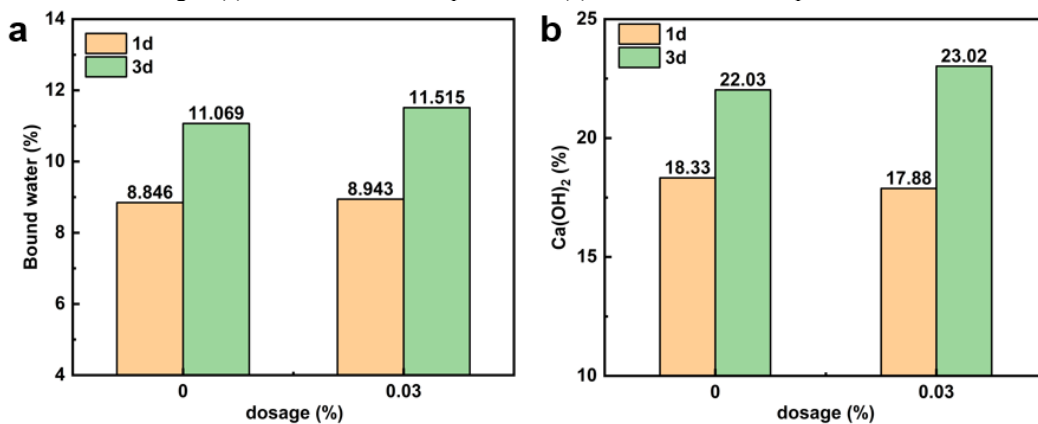 a
1d
3d
14
12
10
8
6
4
Bound water (%)
8.846
11.069
8.943
11.515
0
0.03
dosage (%)
b
1d
3d
25
20
15
10
Ca(OH)₂ (%)
18.33
22.03
17.88
23.02
0
0.03
dosage (%)